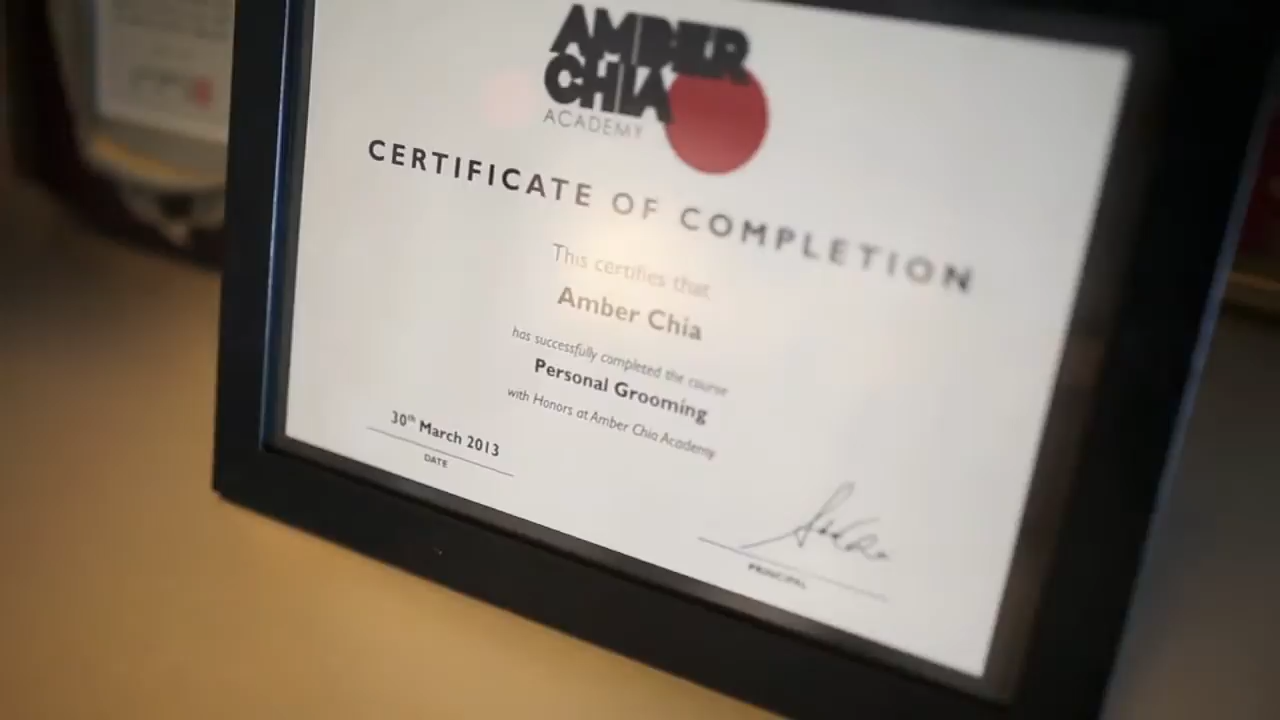 AMBER
CHIA
ACADEMY
CERTIFICATE OF COMPLETION
This certifies that
Amber Chia
has successfully completed the course
Personal Grooming
with Honors at Amber Chia Academy
30th March 2013
DATE
PRINCIPAL